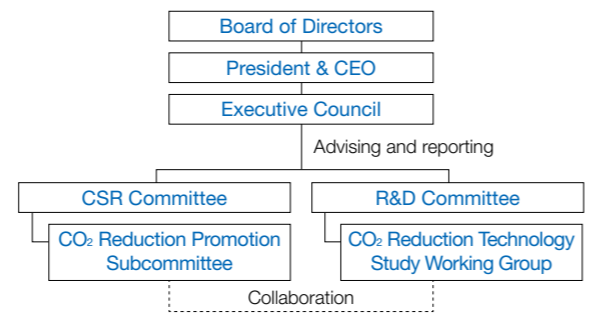 Board of Directors
President & CEO
Executive Council
Advising and reporting
CSR Committee
R&D Committee
CO₂ Reduction Promotion
Subcommittee
CO₂ Reduction Technology
Study Working Group
Collaboration